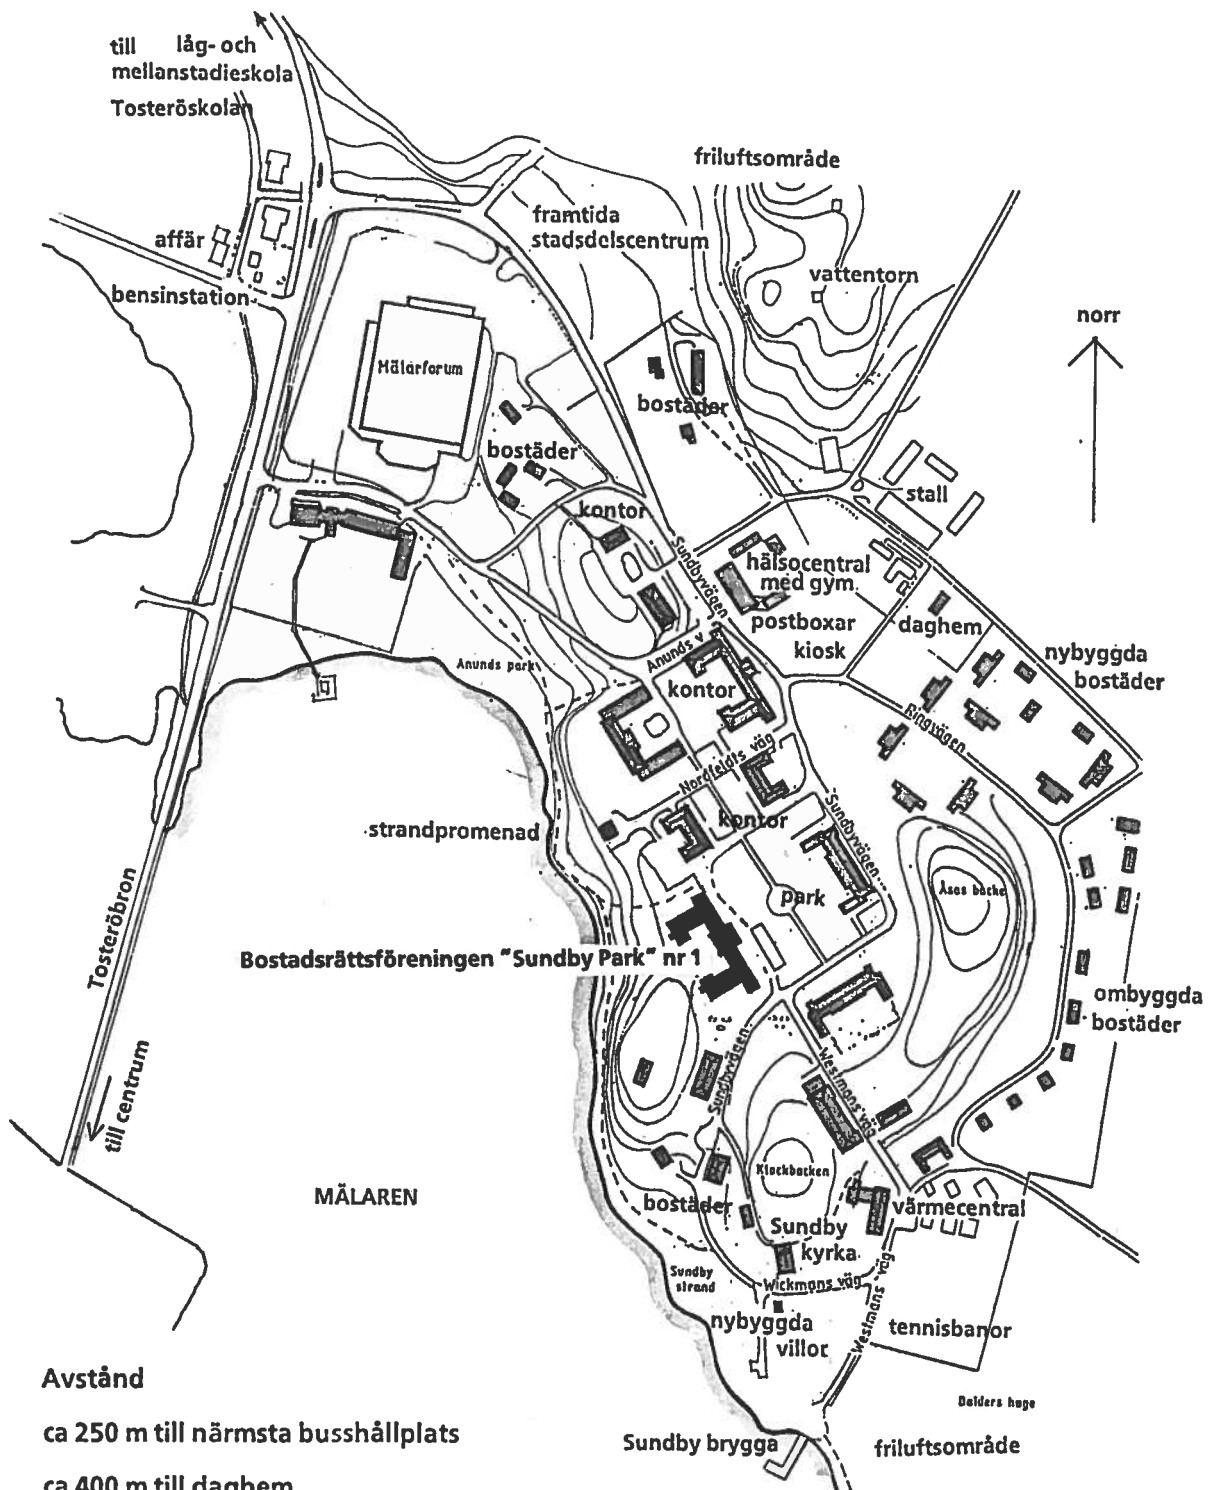 till låg- och
mellanstadieskola
Tosteröskolan
friluftsområde
framtida
stadsdelscentrum
affär
vattentorn
bensinstation
norr
Mälarforum
bostäder
bostäder
stall
kontor
Sundbyvägen
hälsocentral
med gym.
postboxar
kiosk
daghem
Anunds v
Anunds park
nybyggda
bostäder
kontor
Ringvägen
Nordfeldts väg
kontor
Sundbyvägen
strandpromenad
Åsas backe
park
Tosteröbron
Bostadsrättsföreningen "Sundby Park" nr 1
ombyggda
bostäder
Sundbyvägen
Westmans väg
till centrum
Klockbacken
MÄLAREN
bostäder
värmecentral
Sundby
kyrka
Sundby
strand
Wickmans väg
Westmans väg
nybyggda
villor
tennisbanor
Avstånd
Dalders hage
ca 250 m till närmsta busshållplats
Sundby brygga
friluftsområde
ca 400 m till daghem